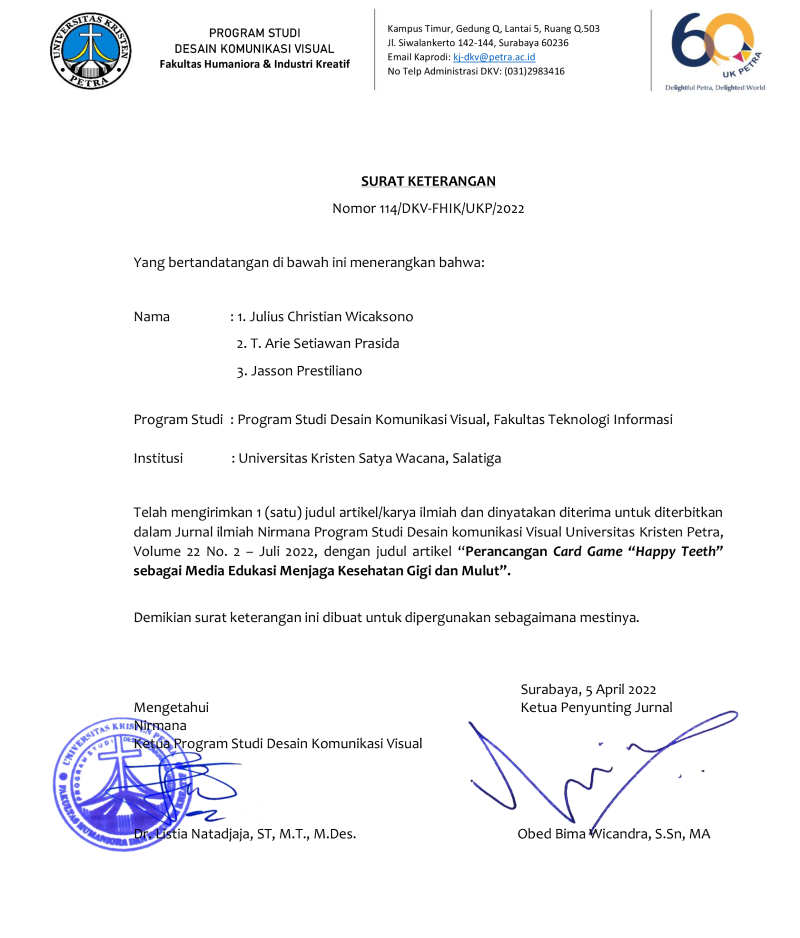 UNIVERSITAS KRISTEN
PETRA
PROGRAM STUDI
DESAIN KOMUNIKASI VISUAL
Fakultas Humaniora & Industri Kreatif
Kampus Timur, Gedung Q, Lantai 5, Ruang Q.503
Jl. Siwalankerto 142-144, Surabaya 60236
Email Kaprodi: kj-dkv@petra.ac.id
No Telp Administrasi DKV: (031)2983416
60
UK PETRA
Delightful Petra, Delighted World
SURAT KETERANGAN
Nomor 114/DKV-FHIK/UKP/2022
Yang bertandatangan di bawah ini menerangkan bahwa:
Nama : 1. Julius Christian Wicaksono
2. T. Arie Setiawan Prasida
3. Jasson Prestiliano
Program Studi : Program Studi Desain Komunikasi Visual, Fakultas Teknologi Informasi
Institusi : Universitas Kristen Satya Wacana, Salatiga
Telah mengirimkan 1 (satu) judul artikel/karya ilmiah dan dinyatakan diterima untuk diterbitkan
dalam Jurnal ilmiah Nirmana Program Studi Desain komunikasi Visual Universitas Kristen Petra,
Volume 22 No. 2 – Juli 2022, dengan judul artikel “Perancangan Card Game “Happy Teeth”
sebagai Media Edukasi Menjaga Kesehatan Gigi dan Mulut”.
Demikian surat keterangan ini dibuat untuk dipergunakan sebagaimana mestinya.
Surabaya, 5 April 2022
Mengetahui Ketua Penyunting Jurnal
Nirmana
Ketua Program Studi Desain Komunikasi Visual
UNIVERSITAS KRISTEN PETRA
PROGRAM STUDI
FAKULTAS HUMANIORA DAN
Dr. Listia Natadjaja, ST, M.T., M.Des. Obed Bima Wicandra, S.Sn, MA